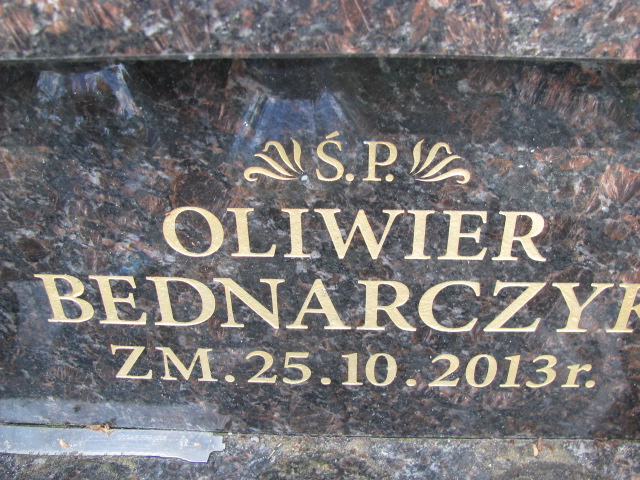 Ś.P.
OLIWIER
BEDNARCZYK
ZM. 25.10.2013r.